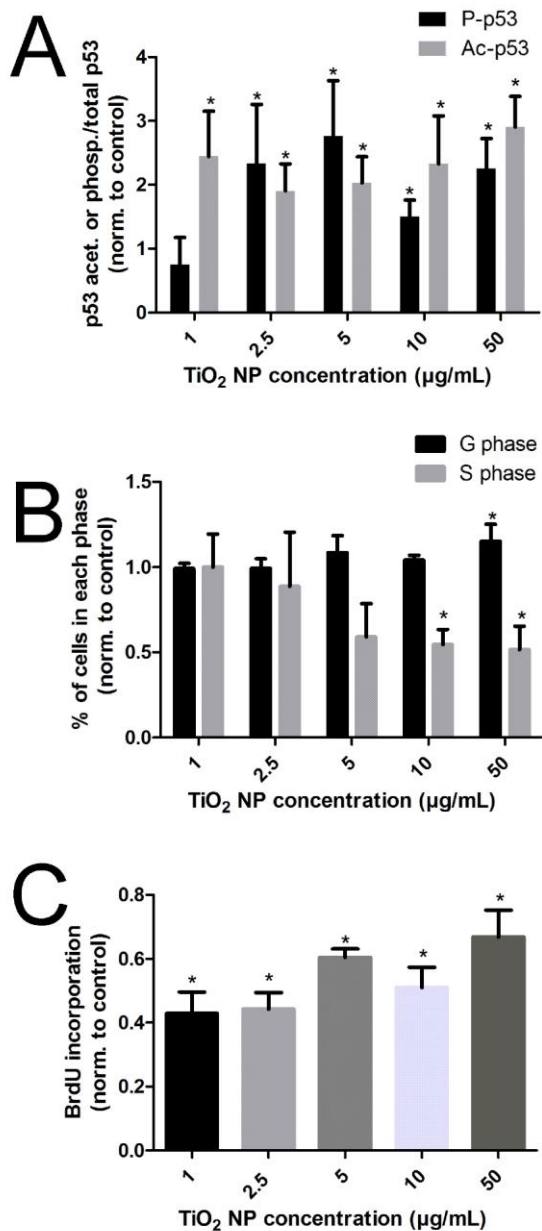 A
P-p53
Ac-p53
p53 acet. or phosp./total p53
(norm. to control)
4
3
2
1
0
* * * * * * * * *
1
2.5
5
10
50
TiO2 NP concentration (µg/mL)
B
G phase
S phase
% of cells in each phase
(norm. to control)
1.5
1.0
0.5
0.0
* * *
1
2.5
5
10
50
TiO2 NP concentration (µg/mL)
C
BrdU incorporation
(norm. to control)
0.8
0.6
0.4
0.2
0.0
* * * * *
1
2.5
5
10
50
TiO2 NP concentration (µg/mL)